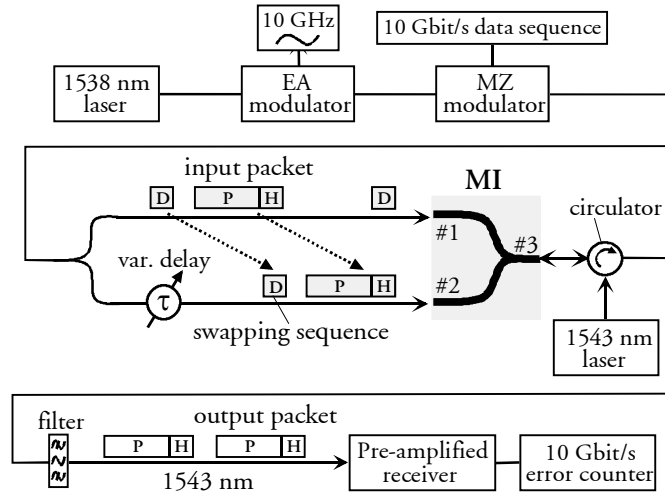 10 GHz
10 Gbit/s data sequence
1538 nm
laser
EA
modulator
MZ
modulator
input packet
D
P
H
D
MI
circulator
#1
#3
var. delay
τ
D
P
H
#2
swapping sequence
1543 nm
laser
filter
output packet
P
H
P
H
1543 nm
Pre-amplified
receiver
10 Gbit/s
error counter